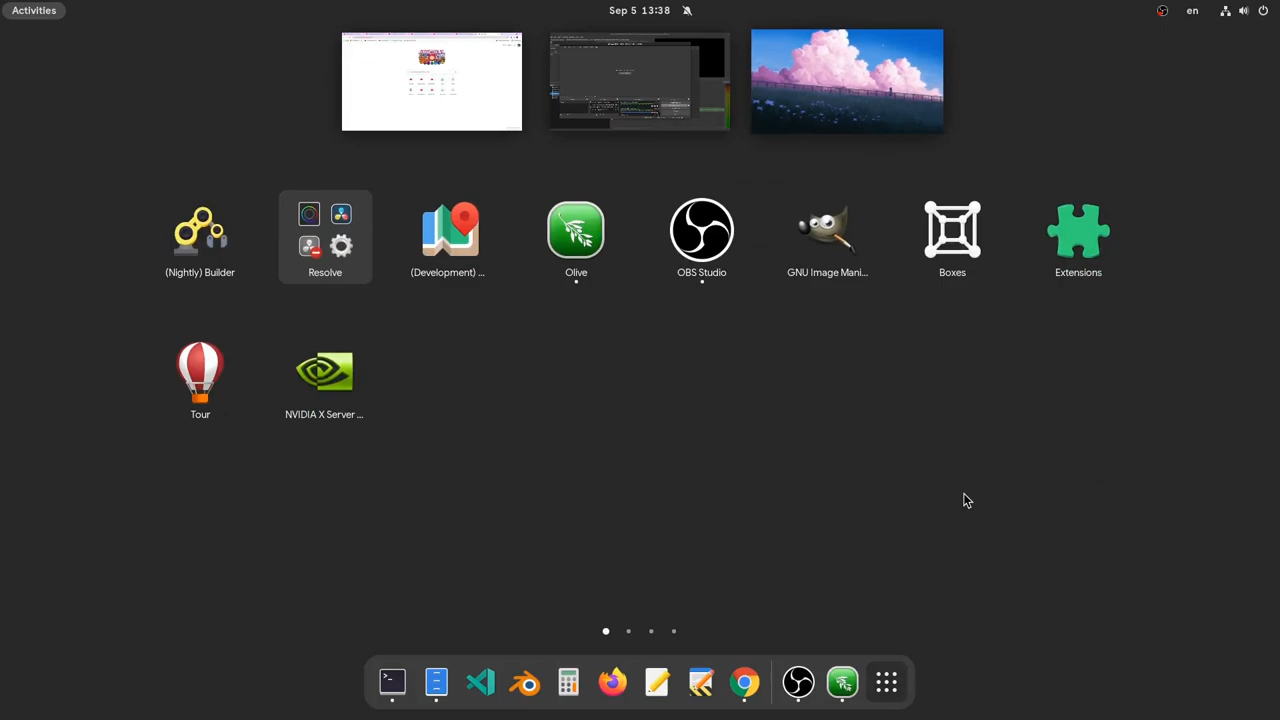 Activities
Sep 5 13:38
en
(Nightly) Builder
Resolve
(Development) ...
Olive
OBS Studio
GNU Image Mani...
Boxes
Extensions
Tour
NVIDIA X Server ...